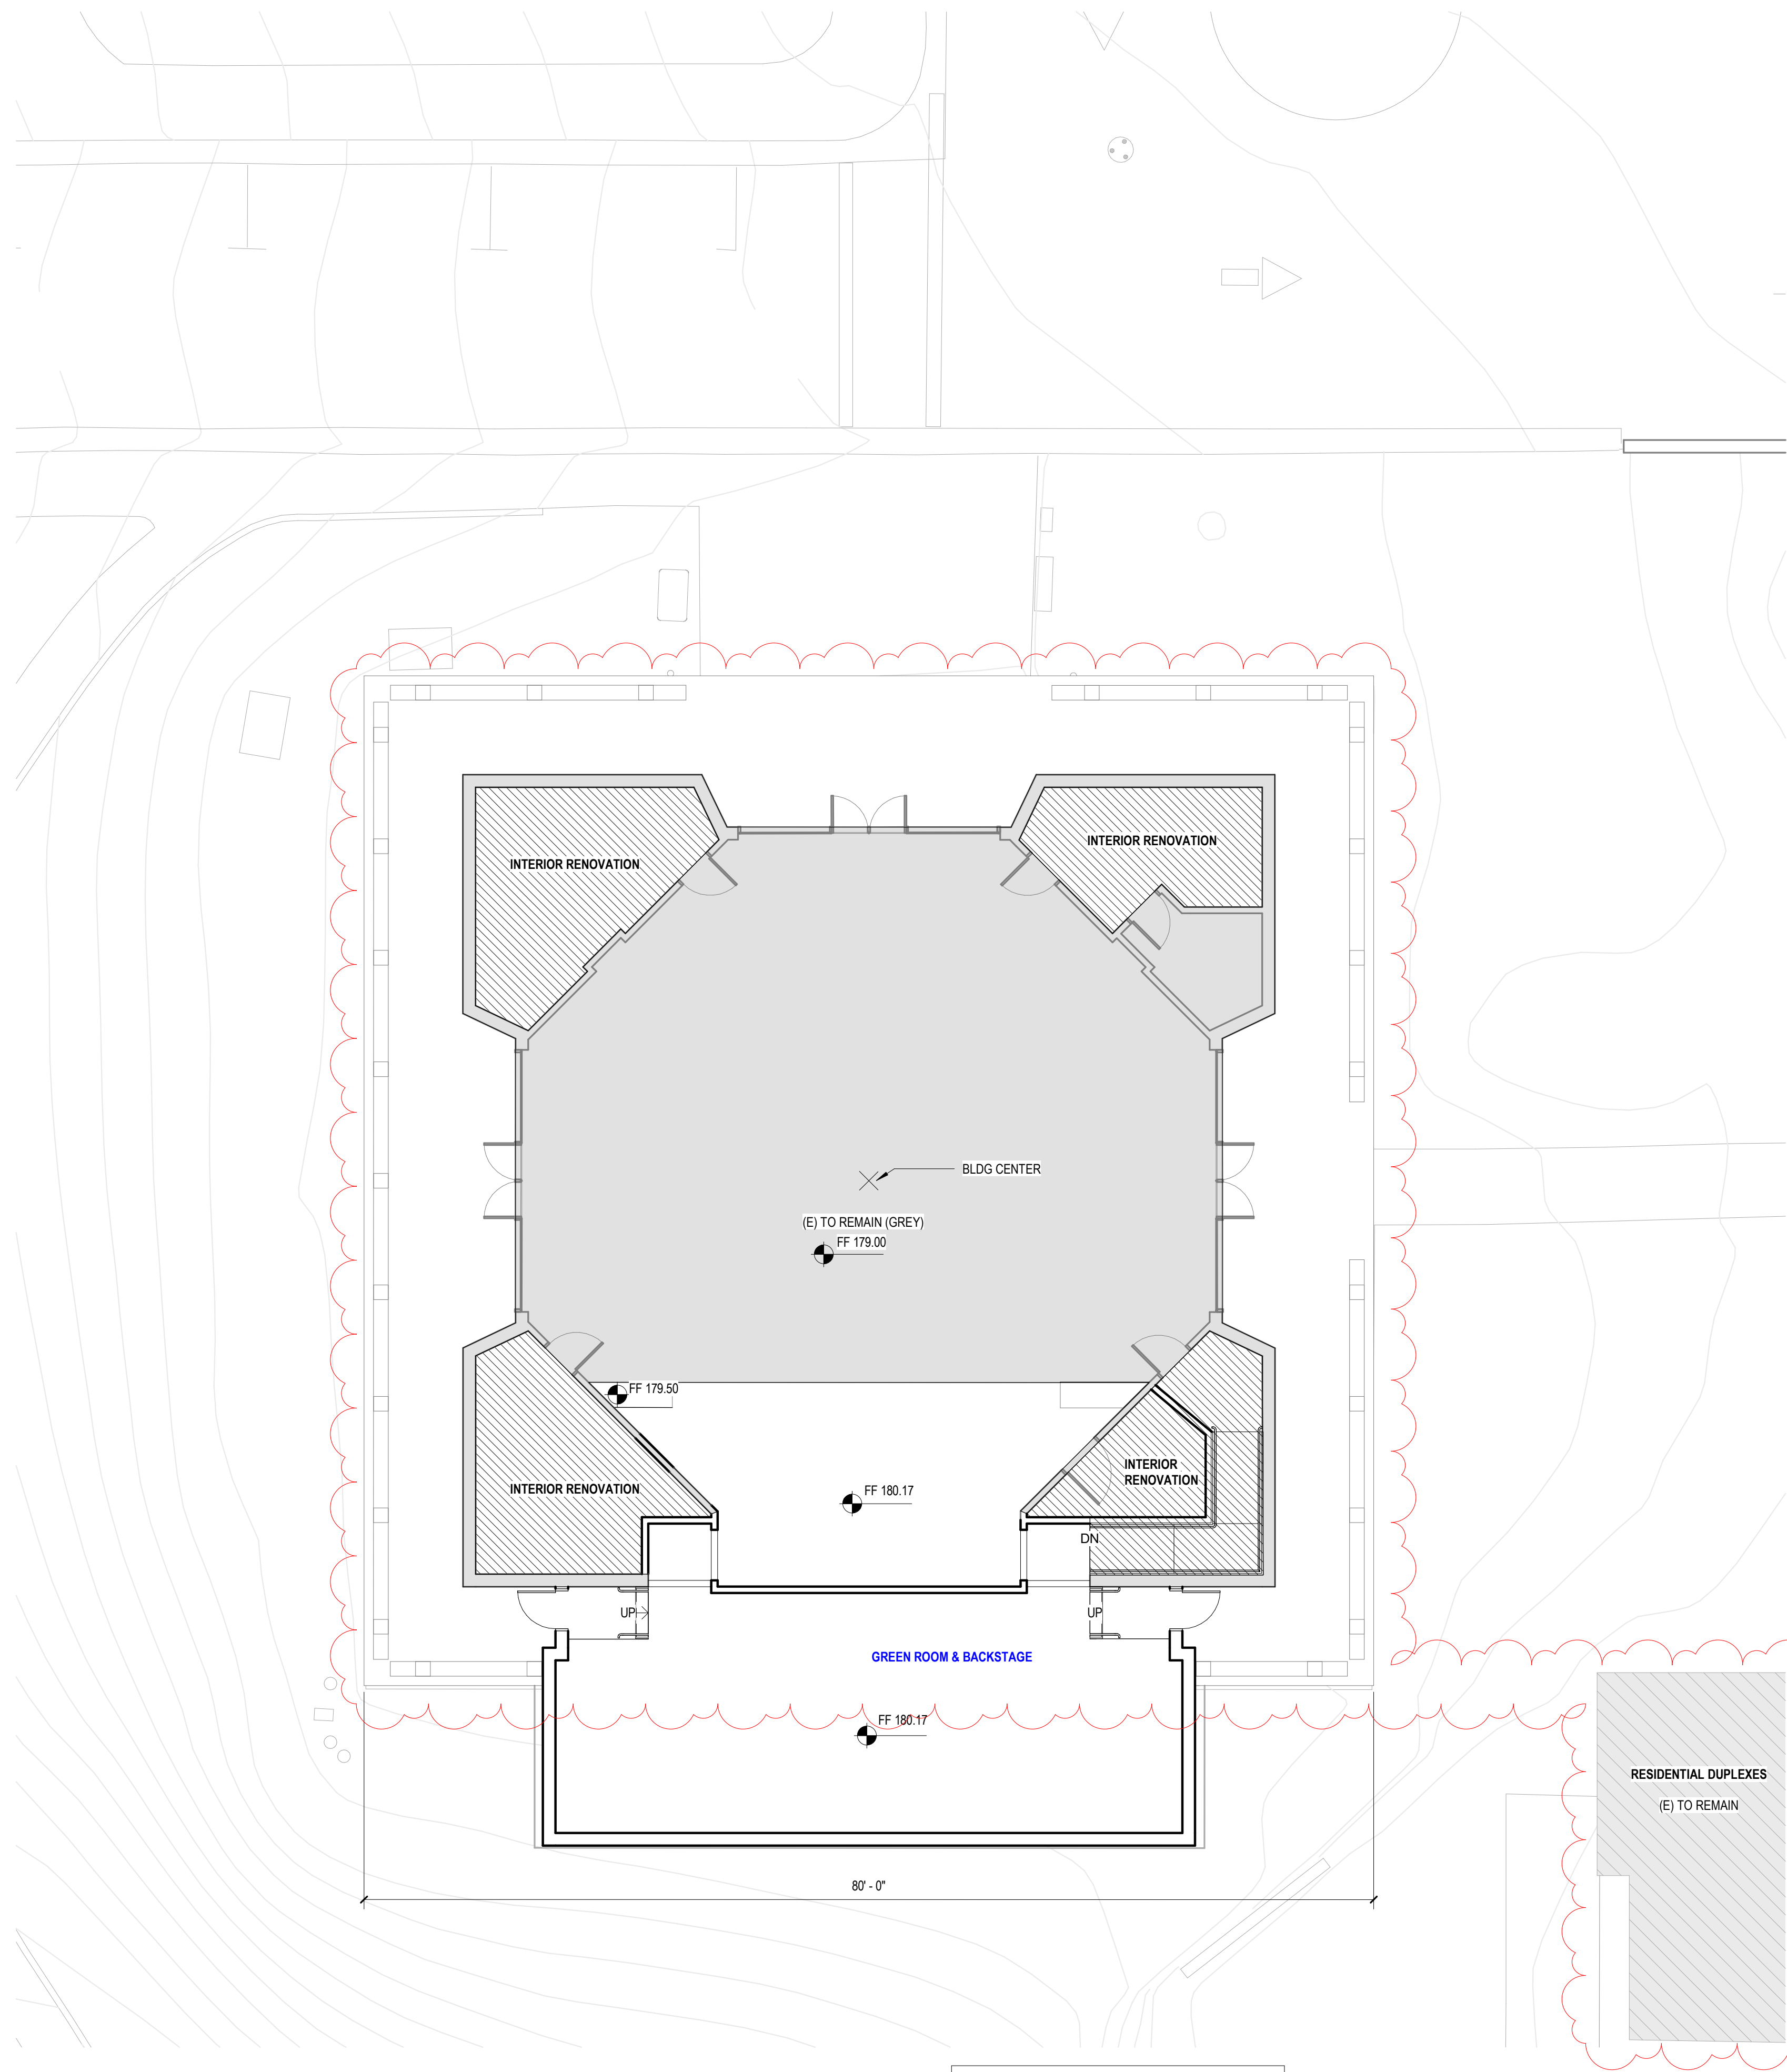 INTERIOR RENOVATION
INTERIOR RENOVATION
BLDG CENTER
(E) TO REMAIN (GREY)
FF 179.00
FF 179.50
INTERIOR
RENOVATION
INTERIOR RENOVATION
FF 180.17
DN
UP
UP
GREEN ROOM & BACKSTAGE
FF 180.17
RESIDENTIAL DUPLEXES
(E) TO REMAIN
80' - 0"